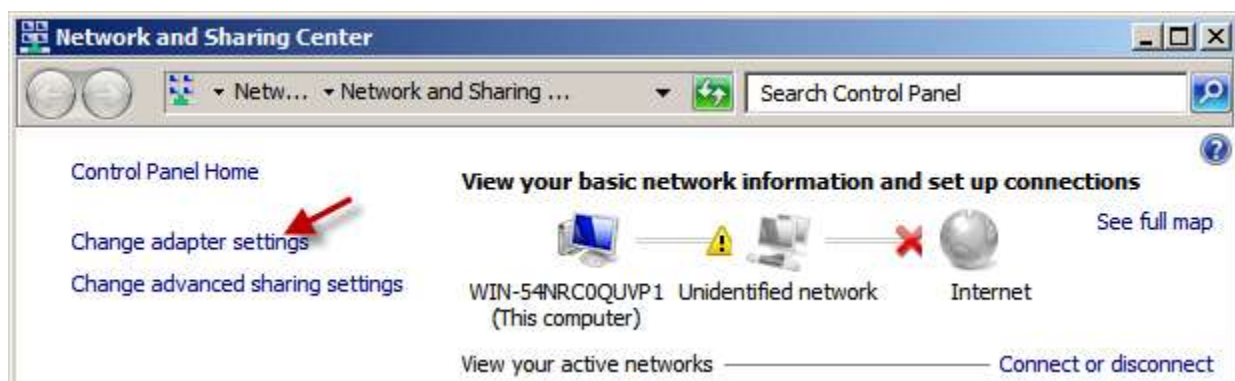 Network and Sharing Center
Netw... Network and Sharing ... Search Control Panel
Control Panel Home
Change adapter settings
Change advanced sharing settings
View your basic network information and set up connections
See full map
WIN-54NRC0QUVP1 Unidentified network Internet
(This computer)
View your active networks Connect or disconnect